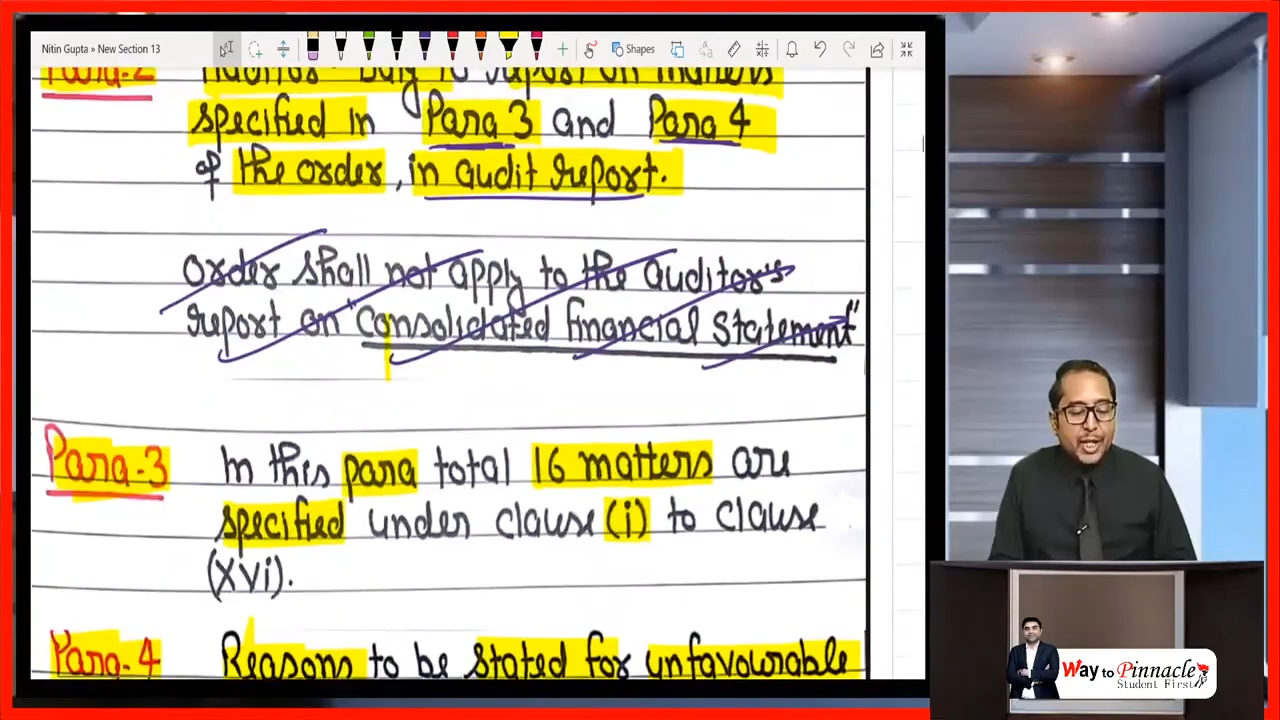 Nitin Gupta » New Section 13
Shapes
Para-2
specified in Para 3 and Para 4
of the order, in audit report.
Order shall not apply to the Auditor's
report on "Consolidated Financial Statement"
Para-3 In this para total 16 matters are
specified under clause (i) to clause
(XVi).
Para-4 Reasons to be stated for unfavourable
Way to Pinnacle
Student First